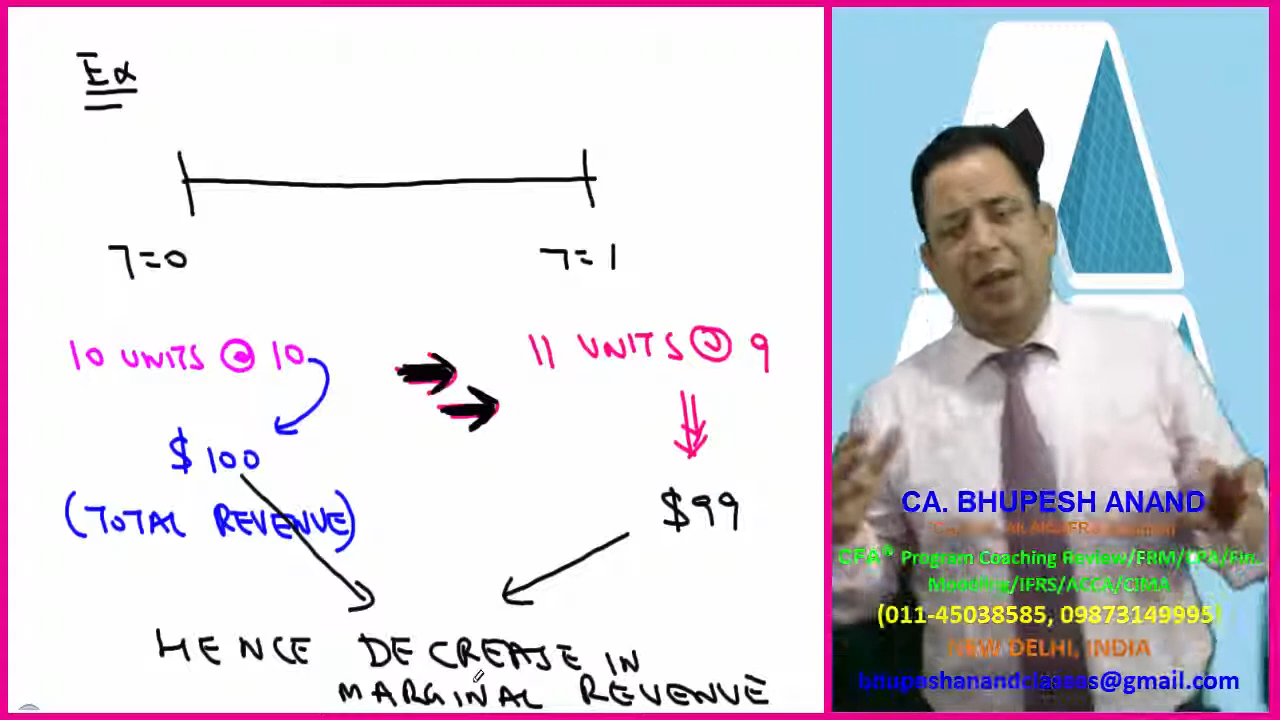 Ex
T=0
T=1
10 UNITS @ 10
11 UNITS @ 9
$100
(TOTAL REVENUE)
$99
HENCE DECREASE IN
MARGINAL REVENUE
CA. BHUPESH ANAND
CFA® Program Coaching Review/FRM/CPA/Fin.
Modeling/IFRS/ACCA/CIMA
(011-45038585, 09873149995)
NEW DELHI, INDIA
bhupeshanandclasses@gmail.com